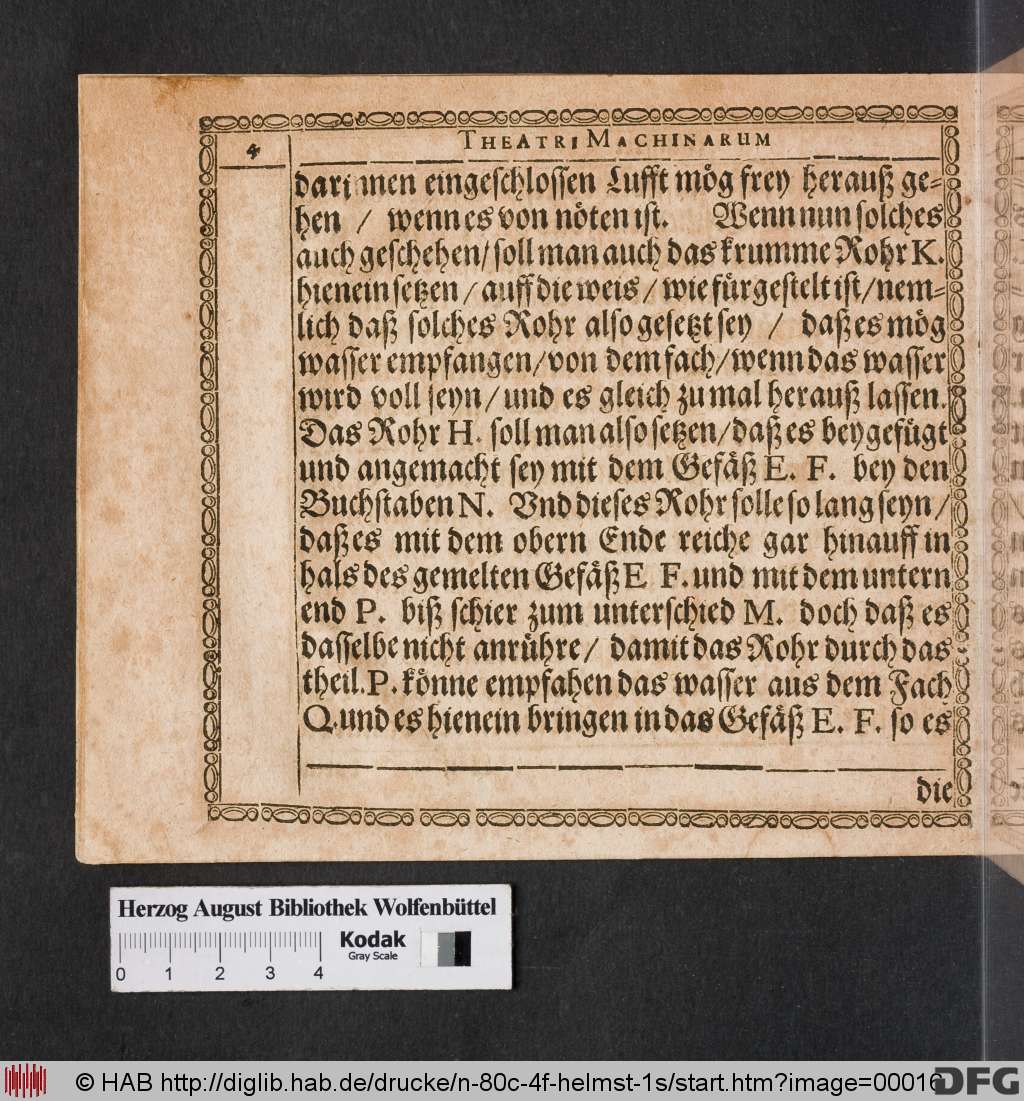 4
THEATRI MACHINARUM
darinnen eingeschlossen Lufft mög frey herauß ge-
hen / wenn es von nöten ist. Wenn nun solches
auch geschehen / soll man auch das krumme Rohr K.
hienein setzen / auff die weis / wie fürgestelt ist / nem-
lich daß solches Rohr also gesetzt sey / daß es mög
wasser empfangen / von dem fach / wenn das wasser
wird voll seyn / und es gleich zu mal herauß lassen.
Das Rohr H. soll man also setzen / daß es beygefügt
und angemacht sey mit dem Gefäß E. F. bey den
Buchstaben N. Vnd dieses Rohr solle so lang seyn /
daß es mit dem obern Ende reiche gar hinauff in
hals des gemelten Gefäß E F. und mit dem untern
end P. biß schier zum unterschied M. doch daß es
dasselbe nicht anrühre / damit das Rohr durch das
theil. P. könne empfahen das wasser aus dem Fach
Q. und es hienein bringen in das Gefäß E. F. so es
die
Herzog August Bibliothek Wolfenbüttel
Kodak
Gray Scale
0 1 2 3 4
© HAB http://diglib.hab.de/drucke/n-80c-4f-helmst-1s/start.htm?image=00016
DFG